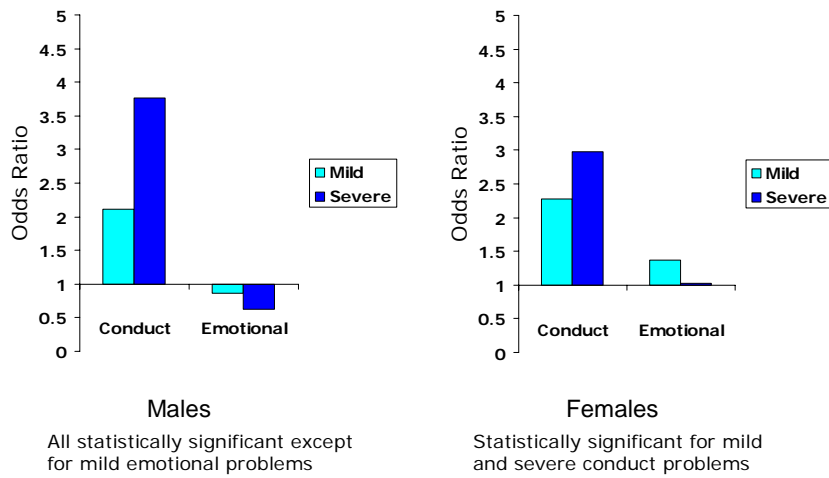 5
4.5
4
3.5
3
2.5
2
1.5
1
0.5
0
Odds Ratio
Conduct Emotional
Mild
Severe
Males
All statistically significant except
for mild emotional problems
5
4.5
4
3.5
3
2.5
2
1.5
1
0.5
0
Odds Ratio
Conduct Emotional
Mild
Severe
Females
Statistically significant for mild
and severe conduct problems